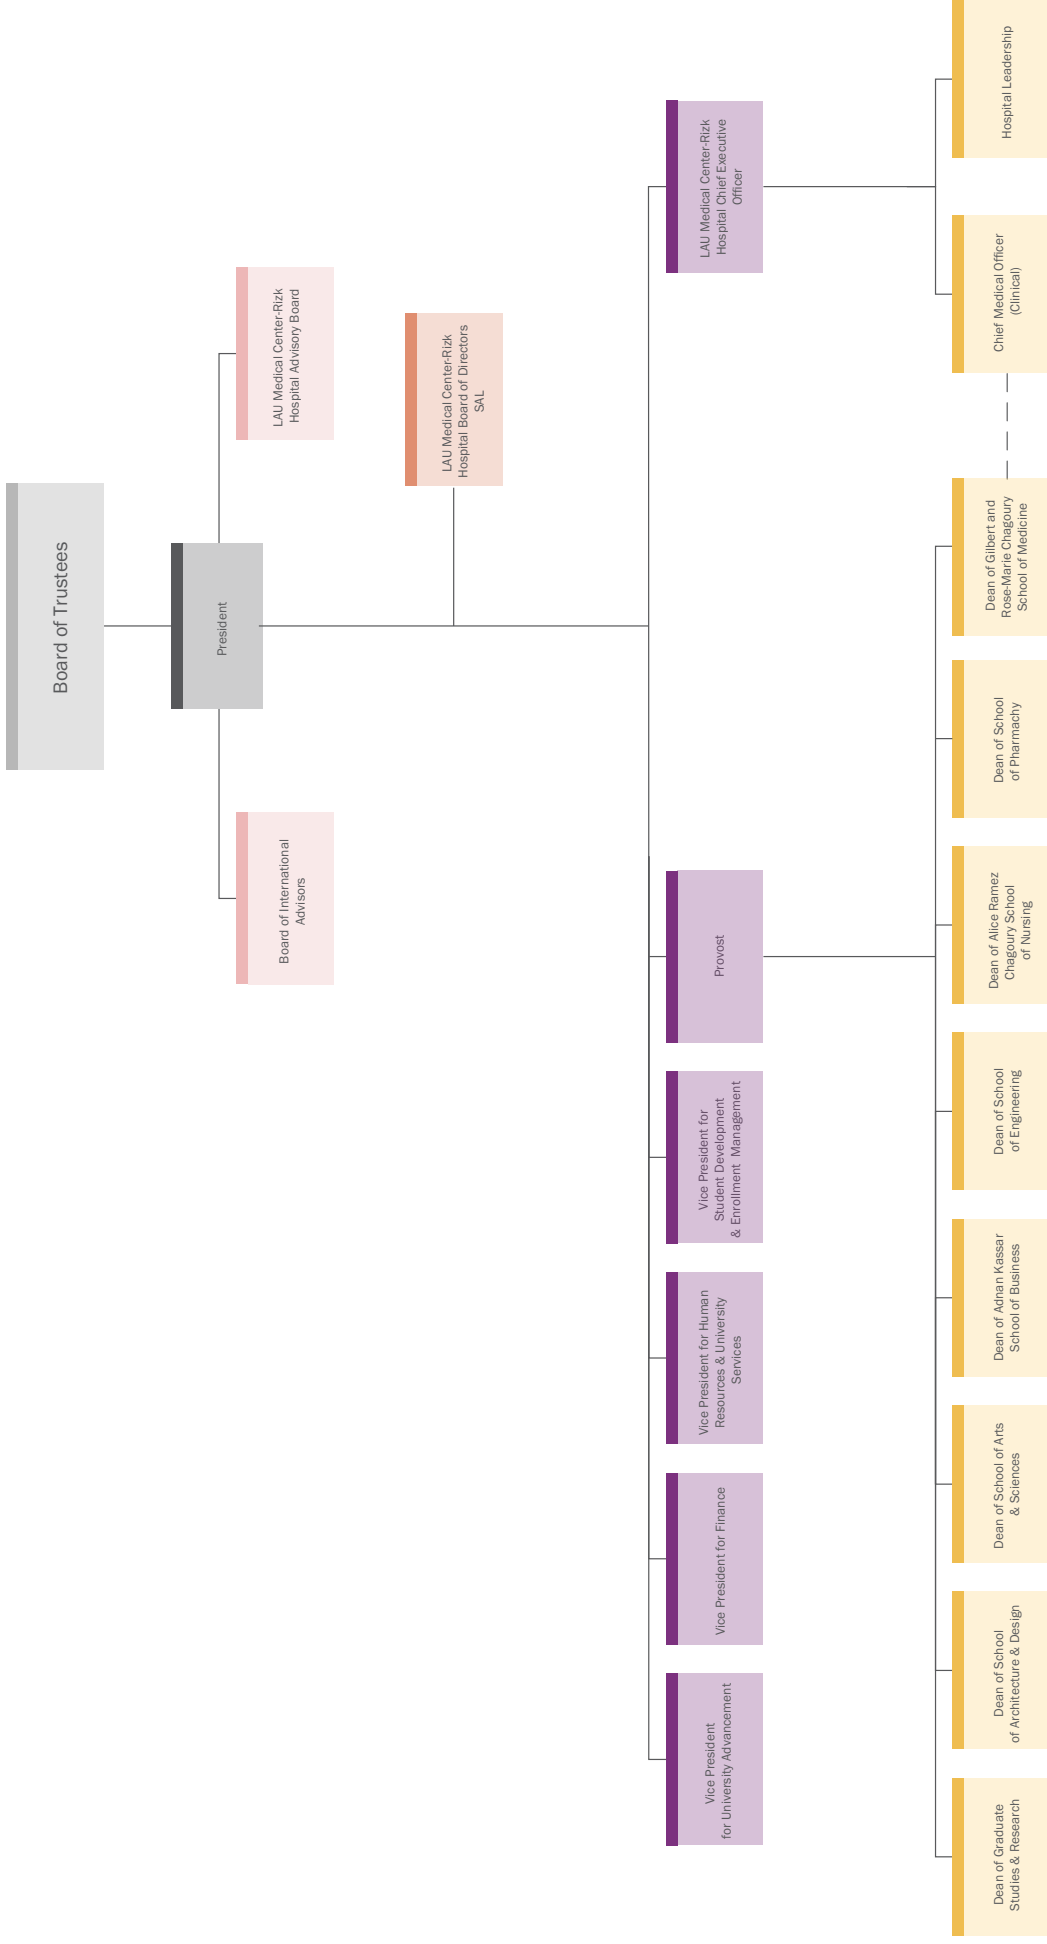 Board of Trustees
President
Board of International
Advisors
LAU Medical Center-Rizk
Hospital Advisory Board
LAU Medical Center-Rizk
Hospital Board of Directors
SAL
Vice President
for University Advancement
Vice President for Finance
Vice President for Human
Resources & University
Services
Vice President for
Student Development
& Enrollment Management
Provost
LAU Medical Center-Rizk
Hospital Chief Executive
Officer
Dean of Graduate
Studies & Research
Dean of School
of Architecture & Design
Dean of School of Arts
& Sciences
Dean of Adnan Kassar
School of Business
Dean of School
of Engineering
Dean of Alice Ramez
Chagoury School
of Nursing
Dean of School
of Pharmachy
Dean of Gilbert and
Rose-Marie Chagoury
School of Medicine
Chief Medical Officer
(Clinical)
Hospital Leadership